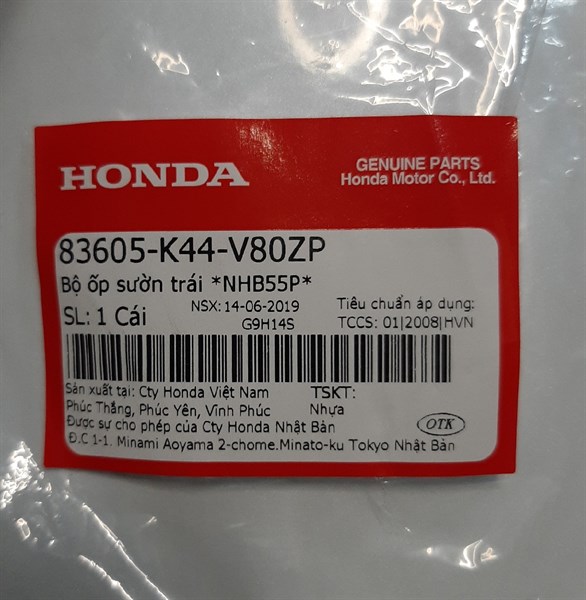 HONDA
GENUINE PARTS
Honda Motor Co., Ltd.
83605-K44-V80ZP
Bộ ốp sườn trái *NHB55P*
NSX: 14-06-2019
Tiêu chuẩn áp dụng:
SL: 1 Cái
G9H14S
TCCS: 01|2008|HVN
Sản xuất tại: Cty Honda Việt Nam
TSKT:
Phúc Thắng, Phúc Yên, Vĩnh Phúc
Nhựa
Được sự cho phép của Cty Honda Nhật Bản
OTK
Đ.C 1-1. Minami Aoyama 2-chome.Minato-ku Tokyo Nhật Bản